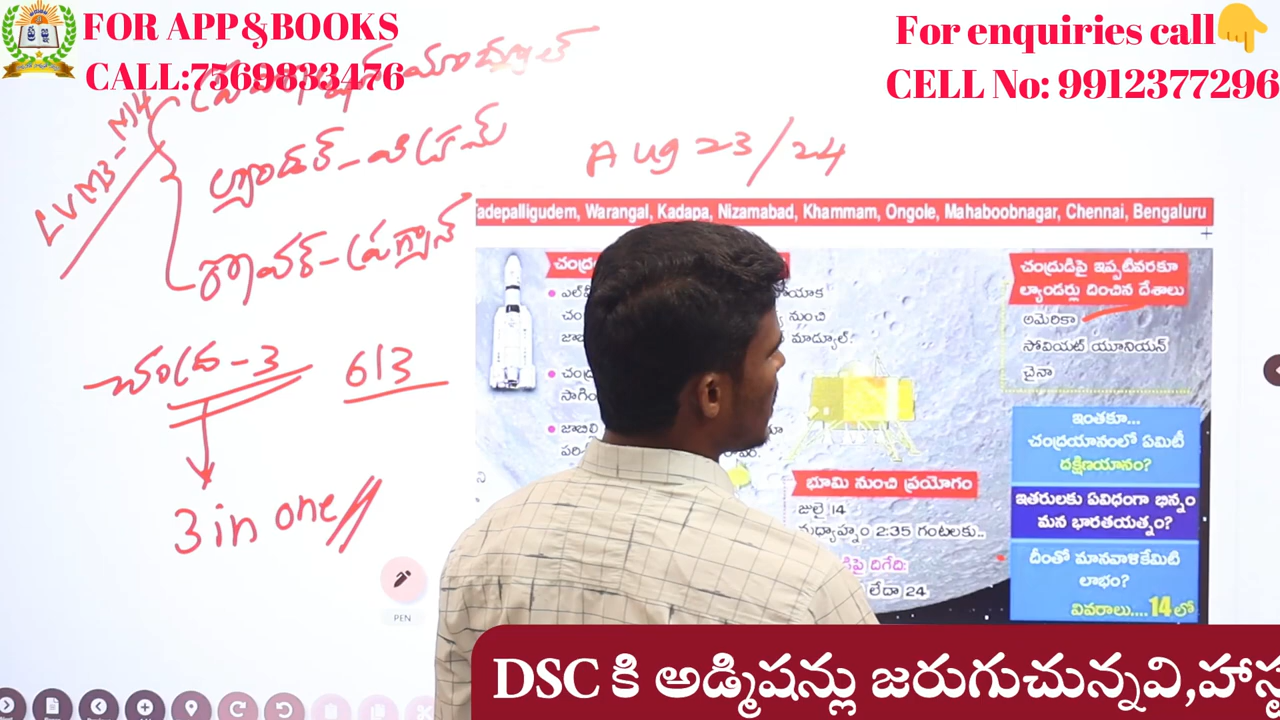 FOR APP&BOOKS
CALL:7569833476
For enquiries call
CELL No: 9912377296
LVM3-M4
ల్యాండర్-విక్రమ్
రోవర్-ప్రగ్యాన్
చంద్ర-3 613
3 in one
Aug 23/24
Tadepalligudem, Warangal, Kadapa, Nizamabad, Khammam, Ongole, Mahaboobnagar, Chennai, Bengaluru
నుంచి
మాడ్యూల్.
చంద్రుడిపై ఇప్పటివరకూ
ల్యాండర్లు దించిన దేశాలు
అమెరికా
సోవియట్ యూనియన్
చైనా
ఇంతకూ...
చంద్రయానంలో ఏమిటీ
దక్షిణయానం?
ఇతరులకు ఏవిధంగా భిన్నం
మన భారతయత్నం?
దీంతో మానవాళికేమిటి
లాభం?
వివరాలు....14లో
భూమి నుంచి ప్రయోగం
జులై 14
మధ్యాహ్నం 2:35 గంటలకు..
దిగేది:
లేదా 24
PEN
DSC కి అడ్మిషన్లు జరుగుచున్నవి,